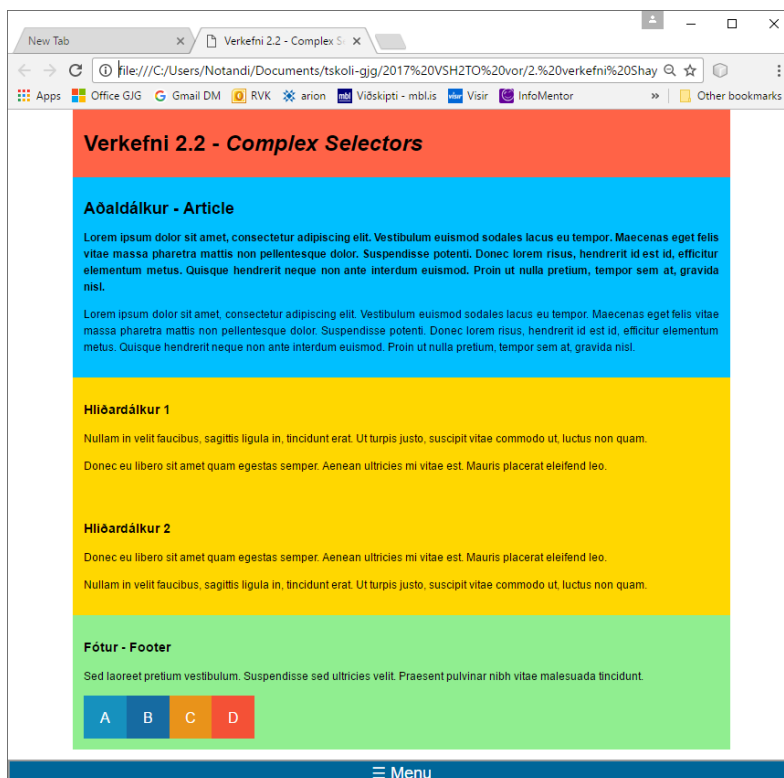 New Tab
Verkefni 2.2 - Complex S
file:///C:/Users/Notandi/Documents/tskoli-gjg/2017%20VSH2TO%20vor/2.%20verkefni%20Shay
Apps Office GJG G Gmail DM RVK arion mbl Viðskipti - mbl.is visir Visir InfoMentor » Other bookmarks
Verkefni 2.2 - Complex Selectors
Aðaldálkur - Article
Lorem ipsum dolor sit amet, consectetur adipiscing elit. Vestibulum euismod sodales lacus eu tempor. Maecenas eget felis
vitae massa pharetra mattis non pellentesque dolor. Suspendisse potenti. Donec lorem risus, hendrerit id est id, efficitur
elementum metus. Quisque hendrerit neque non ante interdum euismod. Proin ut nulla pretium, tempor sem at, gravida
nisl.
Lorem ipsum dolor sit amet, consectetur adipiscing elit. Vestibulum euismod sodales lacus eu tempor. Maecenas eget felis vitae
massa pharetra mattis non pellentesque dolor. Suspendisse potenti. Donec lorem risus, hendrerit id est id, efficitur elementum
metus. Quisque hendrerit neque non ante interdum euismod. Proin ut nulla pretium, tempor sem at, gravida nisl.
Hliðardálkur 1
Nullam in velit faucibus, sagittis ligula in, tincidunt erat. Ut turpis justo, suscipit vitae commodo ut, luctus non quam.
Donec eu libero sit amet quam egestas semper. Aenean ultricies mi vitae est. Mauris placerat eleifend leo.
Hliðardálkur 2
Donec eu libero sit amet quam egestas semper. Aenean ultricies mi vitae est. Mauris placerat eleifend leo.
Nullam in velit faucibus, sagittis ligula in, tincidunt erat. Ut turpis justo, suscipit vitae commodo ut, luctus non quam.
Fótur - Footer
Sed laoreet pretium vestibulum. Suspendisse sed ultricies velit. Praesent pulvinar nibh vitae malesuada tincidunt.
A B C D
☰ Menu